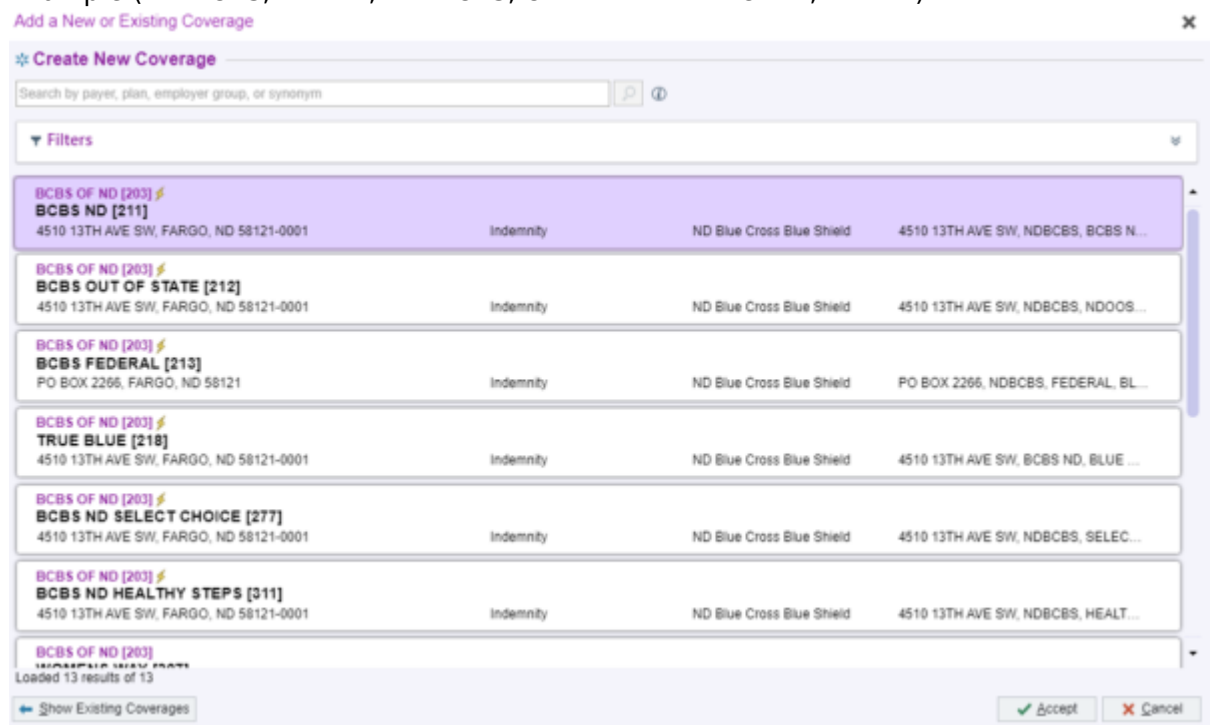 Add a New or Existing Coverage
Create New Coverage
Search by payer, plan, employer group, or synonym
Filters
BCBS OF ND [203]
BCBS ND [211]
4510 13TH AVE SW, FARGO, ND 58121-0001 Indemnity ND Blue Cross Blue Shield 4510 13TH AVE SW, NDBCBS, BCBS N...
BCBS OF ND [203]
BCBS OUT OF STATE [212]
4510 13TH AVE SW, FARGO, ND 58121-0001 Indemnity ND Blue Cross Blue Shield 4510 13TH AVE SW, NDBCBS, NDOOS...
BCBS OF ND [203]
BCBS FEDERAL [213]
PO BOX 2266, FARGO, ND 58121 Indemnity ND Blue Cross Blue Shield PO BOX 2266, NDBCBS, FEDERAL, BL...
BCBS OF ND [203]
TRUE BLUE [218]
4510 13TH AVE SW, FARGO, ND 58121-0001 Indemnity ND Blue Cross Blue Shield 4510 13TH AVE SW, BCBS ND, BLUE ...
BCBS OF ND [203]
BCBS ND SELECT CHOICE [277]
4510 13TH AVE SW, FARGO, ND 58121-0001 Indemnity ND Blue Cross Blue Shield 4510 13TH AVE SW, NDBCBS, SELEC...
BCBS OF ND [203]
BCBS ND HEALTHY STEPS [311]
4510 13TH AVE SW, FARGO, ND 58121-0001 Indemnity ND Blue Cross Blue Shield 4510 13TH AVE SW, NDBCBS, HEALT...
BCBS OF ND [203]
WOMENS WAY
Loaded 13 results of 13
Show Existing Coverages Accept Cancel